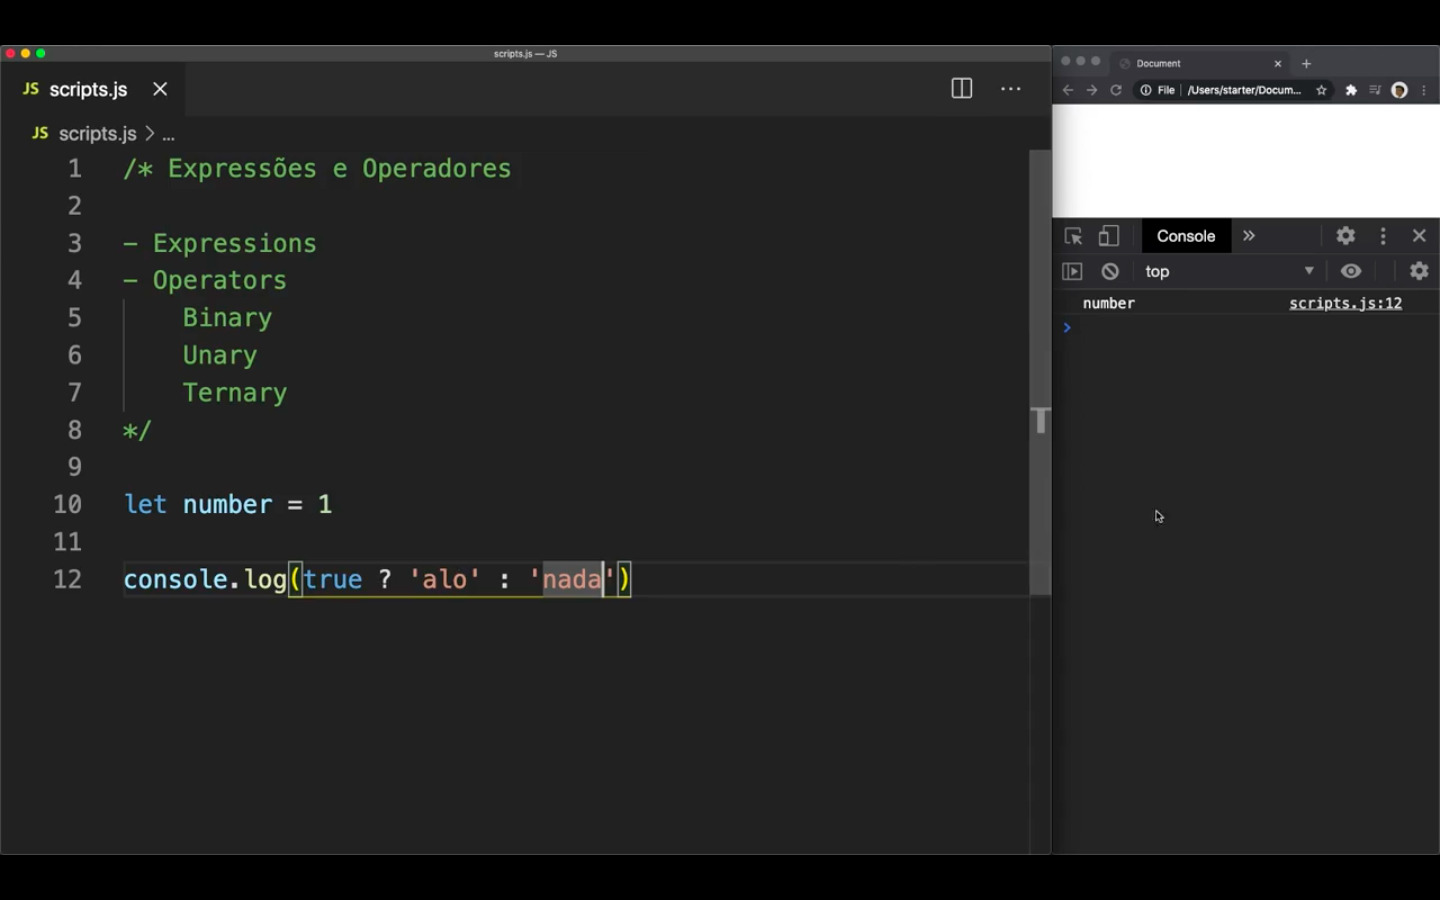 scripts.js — JS
JS scripts.js
JS scripts.js > ...
1 /* Expressões e Operadores
2
3 - Expressions
4 - Operators
5 Binary
6 Unary
7 Ternary
8 */
9
10 let number = 1
11
12 console.log(true ? 'alo' : 'nada')
Document
File /Users/starter/Docum...
Console
top
number scripts.js:12